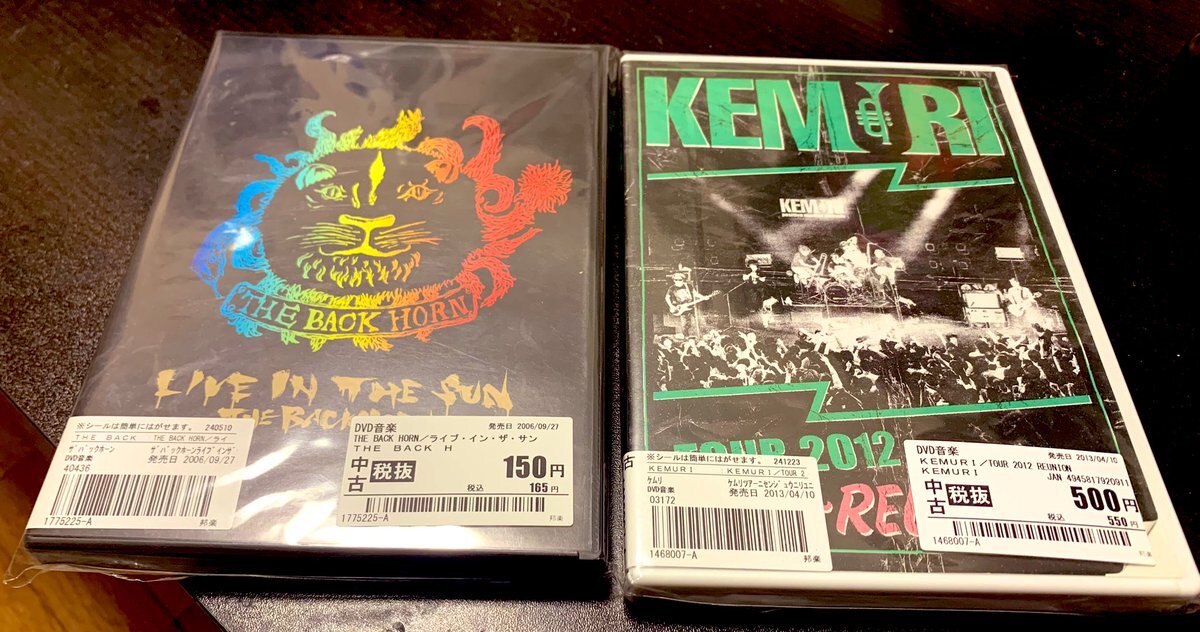 THE BACK HORN
LIVE IN THE SUN
THE BACK
※シールは簡単にはがせます。 240510
THE BACK THE BACK HORN／ライ
ザバックホーン ザバックホーンライブインザ
DVD音楽 発売日 2006/09/27
40436
1775225-A 邦楽
DVD音楽 発売日 2006/09/27
THE BACK HORN／ライブ・イン・ザ・サン
THE BACK H
中古 税抜 150円
税込 165円
1775225-A 邦楽
KEMURI
KEMURI
TOUR 2012
※シールは簡単にはがせます。 241223
KEMURI KEMURI／TOUR 2
ケムリ ケムリツアーニセンジュウニリユニ
DVD音楽 発売日 2013/04/10
03172
1468007-A 邦楽
DVD音楽 発売日 2013/04/10
KEMURI／TOUR 2012 REUNION
KEMURI JAN 4945817920911
中古 税抜 500円
税込 550円
1468007-A 邦楽